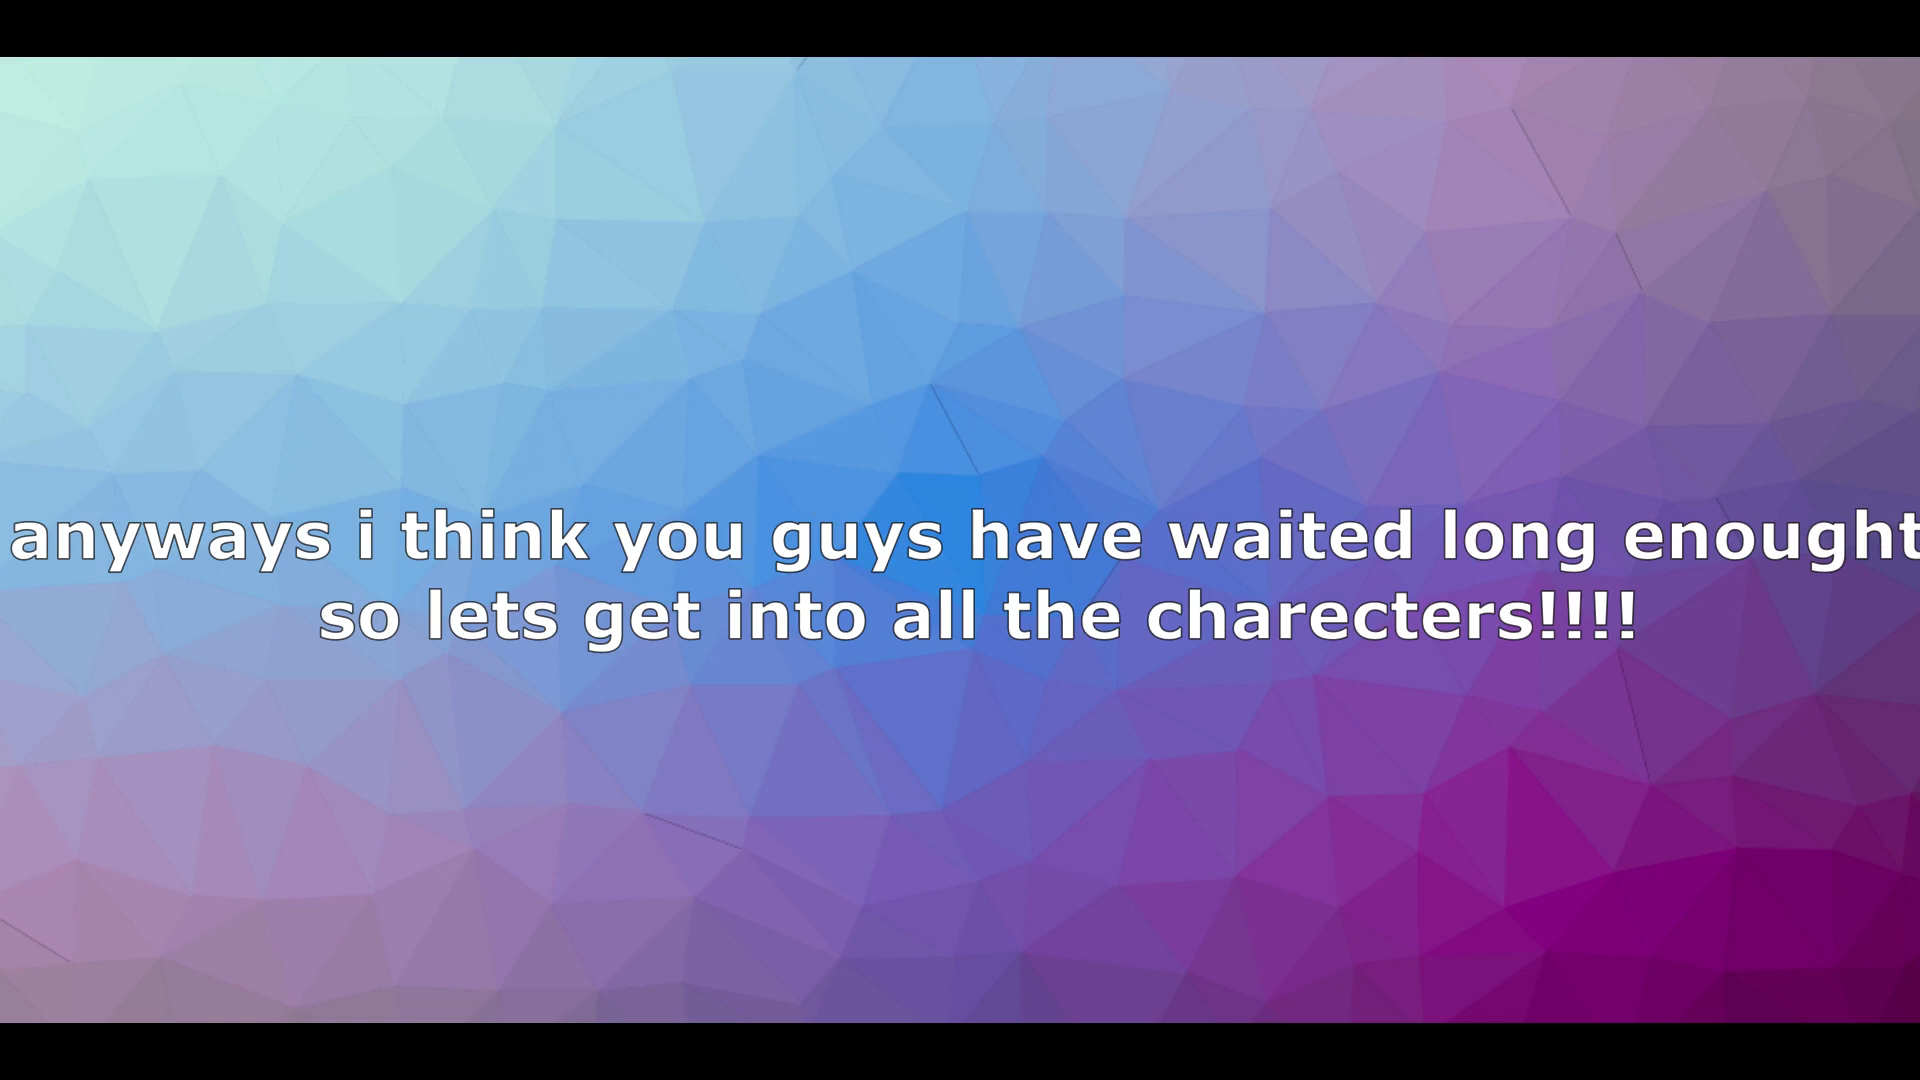 anyways i think you guys have waited long enought
so lets get into all the charecters!!!!